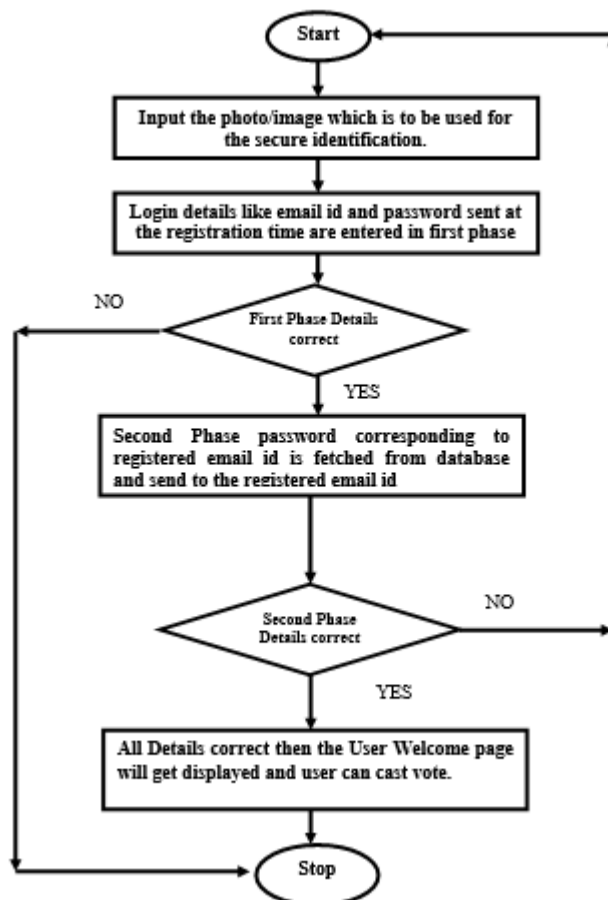 Start
Input the photo/image which is to be used for
the secure identification.
Login details like email id and password sent at
the registration time are entered in first phase
NO
First Phase Details
correct
YES
Second Phase password corresponding to
registered email id is fetched from database
and send to the registered email id
Second Phase
Details correct
NO
YES
All Details correct then the User Welcome page
will get displayed and user can cast vote.
Stop